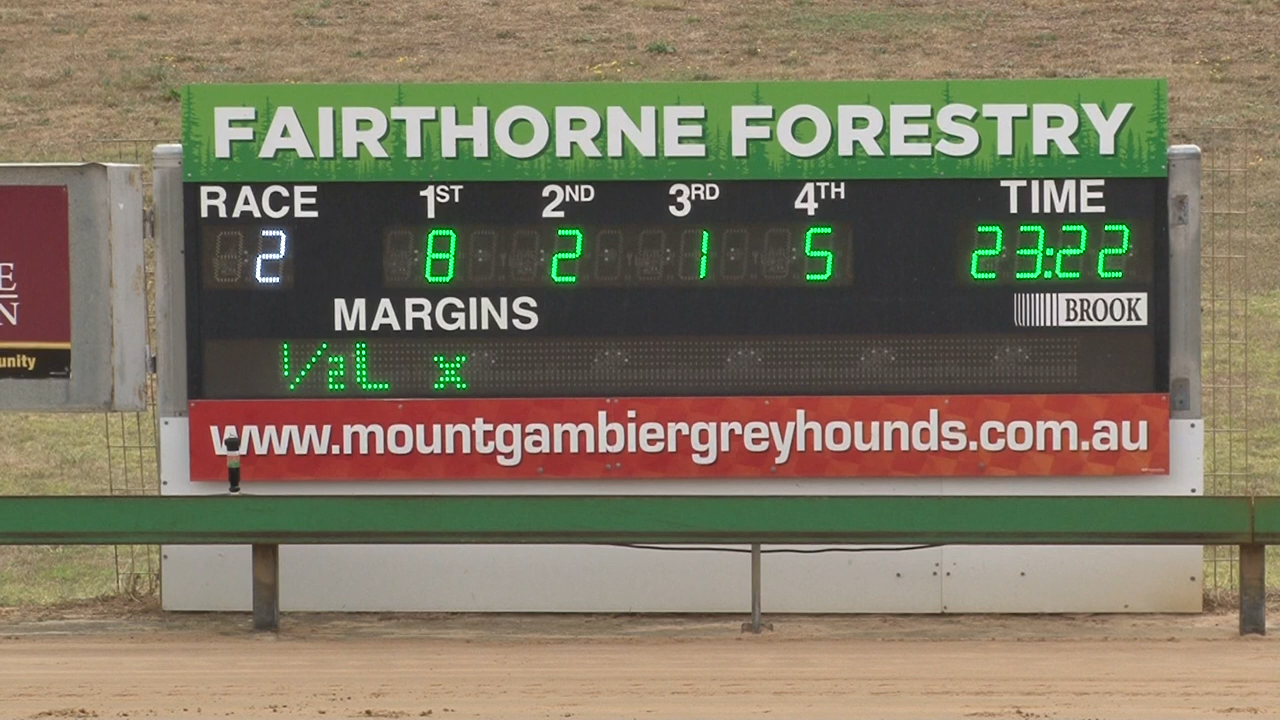 FAIRTHORNE FORESTRY
RACE 1ST 2ND 3RD 4TH TIME
2 8 2 1 5 23:22
MARGINS
BROOK
1/2L x
www.mountgambiergreyhounds.com.au
E
N
unity